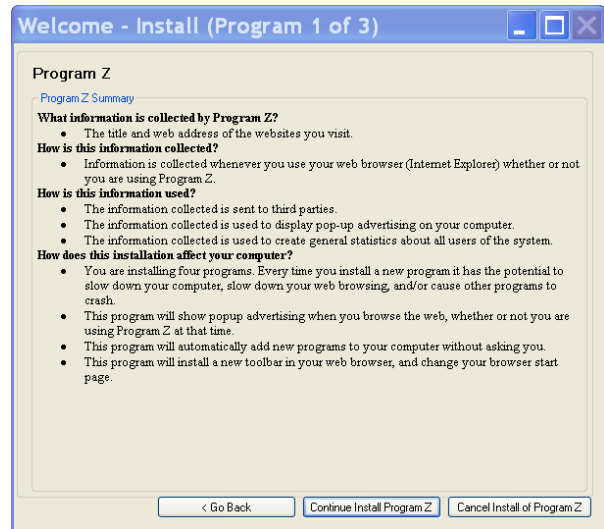 Welcome - Install (Program 1 of 3)
Program Z
Program Z Summary
What information is collected by Program Z?
• The title and web address of the websites you visit.
How is this information collected?
• Information is collected whenever you use your web browser (Internet Explorer) whether or not
you are using Program Z.
How is this information used?
• The information collected is sent to third parties.
• The information collected is used to display pop-up advertising on your computer.
• The information collected is used to create general statistics about all users of the system.
How does this installation affect your computer?
• You are installing four programs. Every time you install a new program it has the potential to
slow down your computer, slow down your web browsing, and/or cause other programs to
crash.
• This program will show popup advertising when you browse the web, whether or not you are
using Program Z at that time.
• This program will automatically add new programs to your computer without asking you.
• This program will install a new toolbar in your web browser, and change your browser start
page.
< Go Back
Continue Install Program Z
Cancel Install of Program Z